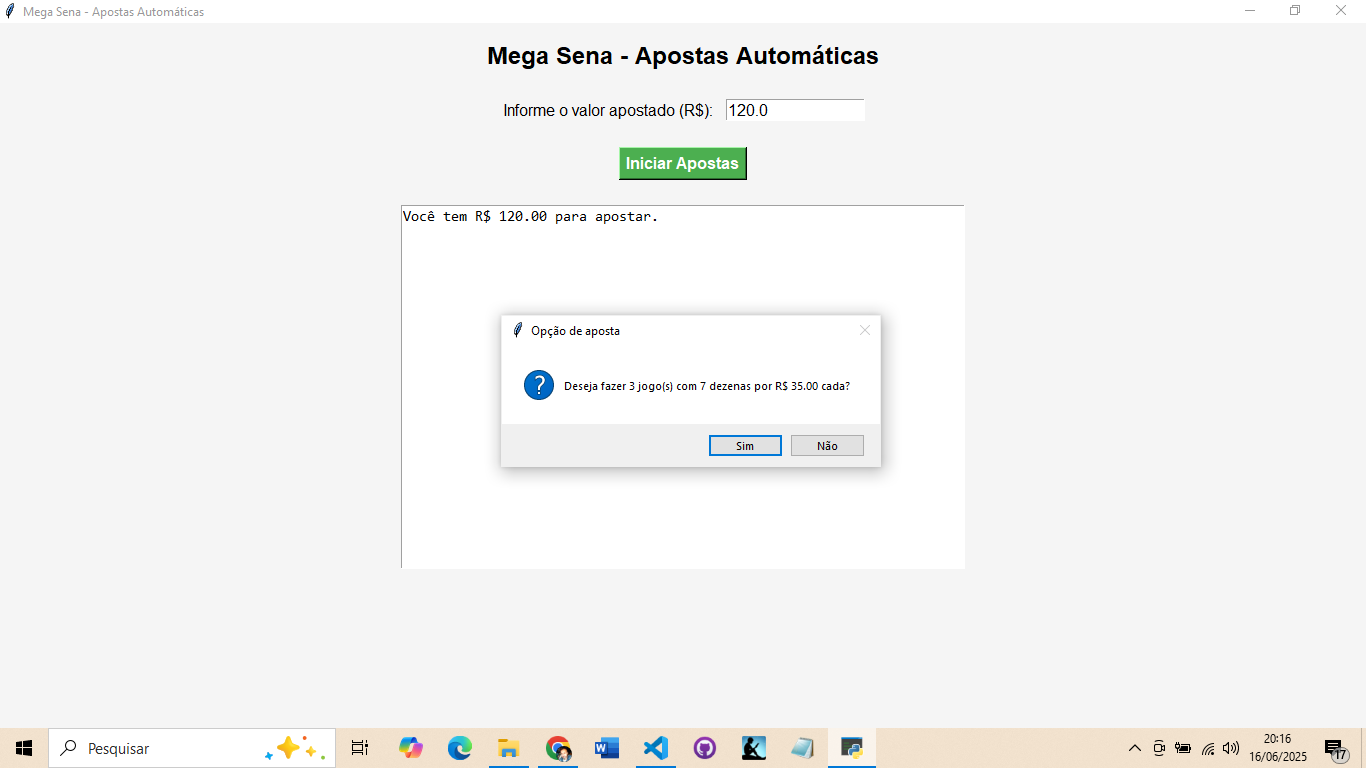 Mega Sena - Apostas Automáticas
Mega Sena - Apostas Automáticas
Informe o valor apostado (R$): 120.0
Iniciar Apostas
Você tem R$ 120.00 para apostar.
Opção de aposta
? Deseja fazer 3 jogo(s) com 7 dezenas por R$ 35.00 cada?
Sim Não
Pesquisar
20:16
16/06/2025
17